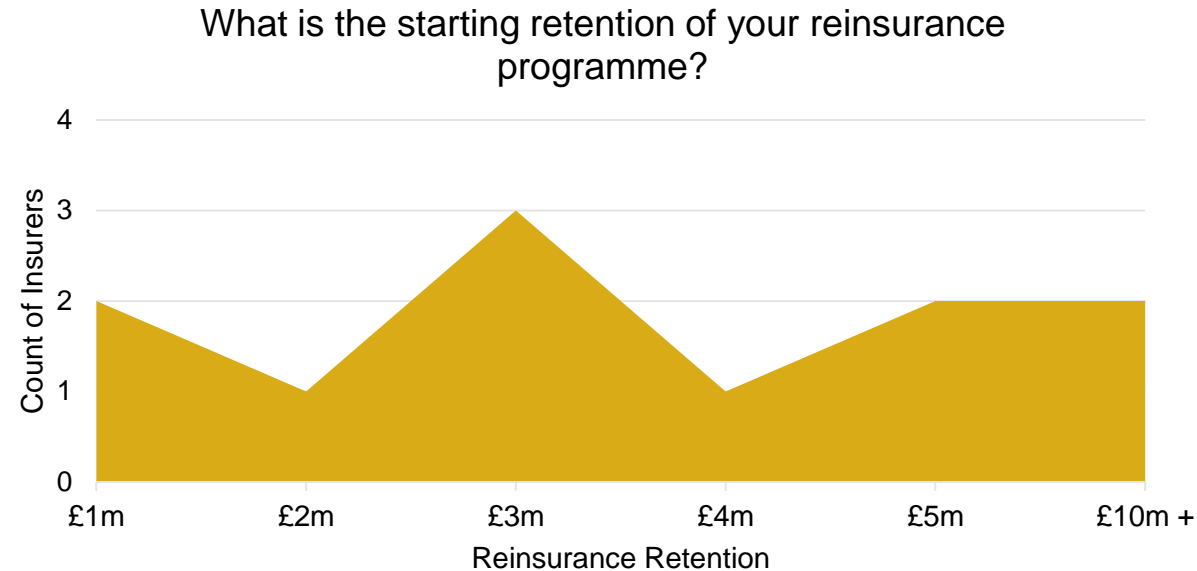 What is the starting retention of your reinsurance
programme?
4
3
2
1
0
Count of Insurers
£1m £2m £3m £4m £5m £10m +
Reinsurance Retention